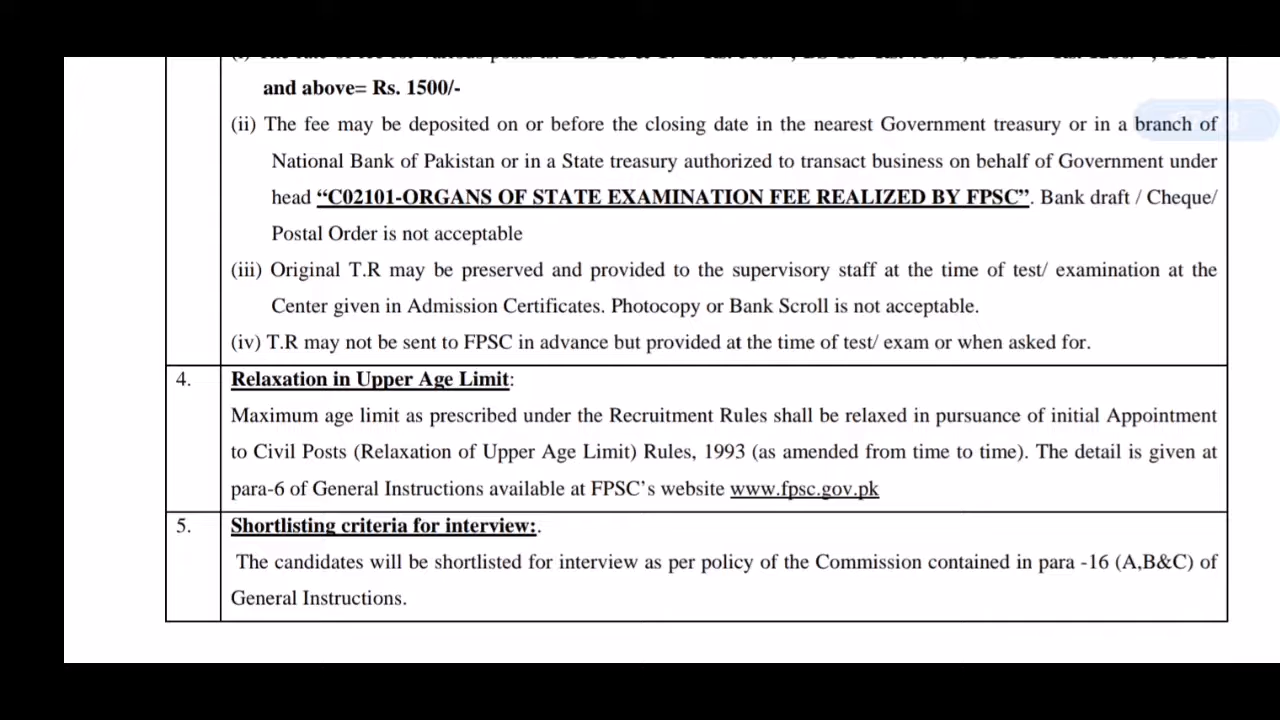 and above= Rs. 1500/-
(ii) The fee may be deposited on or before the closing date in the nearest Government treasury or in a branch of
National Bank of Pakistan or in a State treasury authorized to transact business on behalf of Government under
head “C02101-ORGANS OF STATE EXAMINATION FEE REALIZED BY FPSC”. Bank draft / Cheque/
Postal Order is not acceptable
(iii) Original T.R may be preserved and provided to the supervisory staff at the time of test/ examination at the
Center given in Admission Certificates. Photocopy or Bank Scroll is not acceptable.
(iv) T.R may not be sent to FPSC in advance but provided at the time of test/ exam or when asked for.
4. Relaxation in Upper Age Limit:
Maximum age limit as prescribed under the Recruitment Rules shall be relaxed in pursuance of initial Appointment
to Civil Posts (Relaxation of Upper Age Limit) Rules, 1993 (as amended from time to time). The detail is given at
para-6 of General Instructions available at FPSC’s website www.fpsc.gov.pk
5. Shortlisting criteria for interview:.
The candidates will be shortlisted for interview as per policy of the Commission contained in para -16 (A,B&C) of
General Instructions.